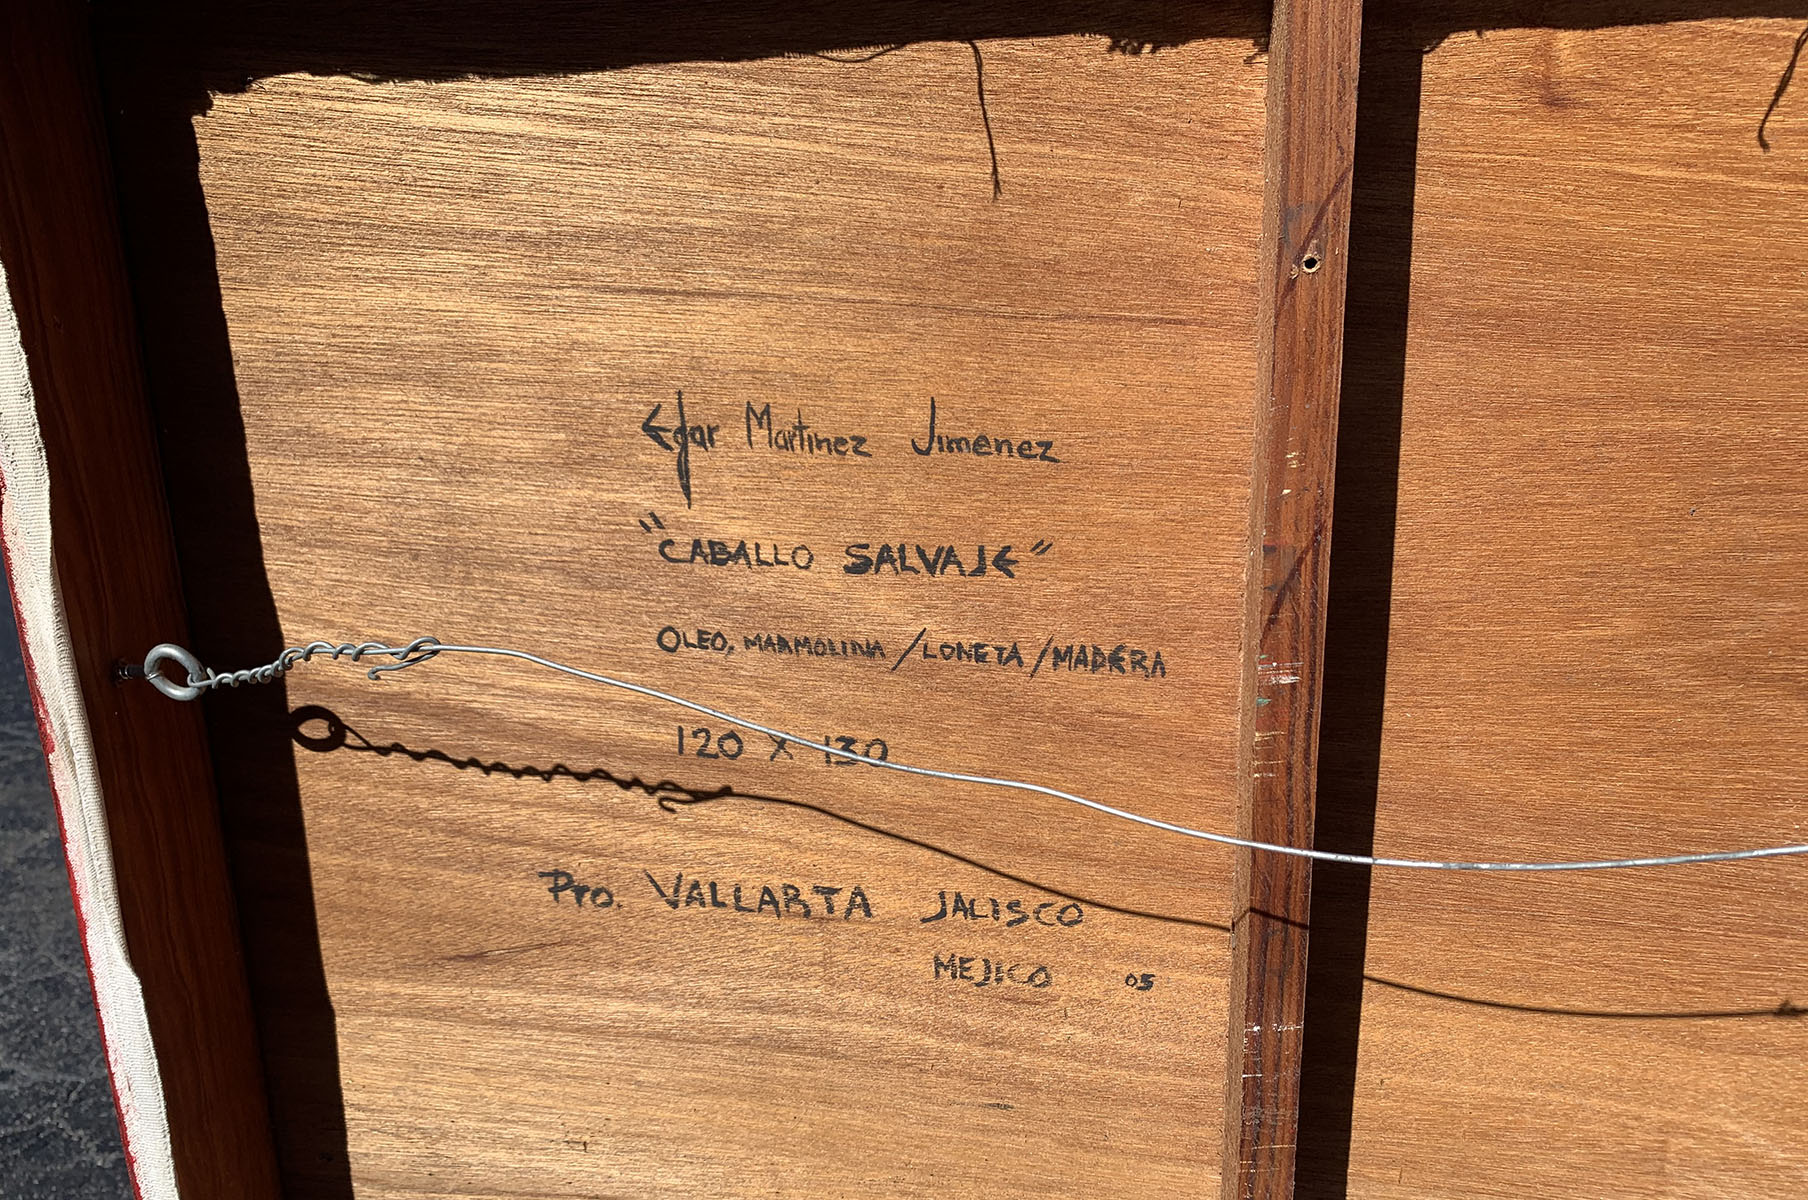 Edgar Martinez Jimenez
"CABALLO SALVAJE"
OLEO, MARMOLINA / LONETA / MADERA
120 X 130
Pto. VALLARTA JALISCO
MEJICO 05